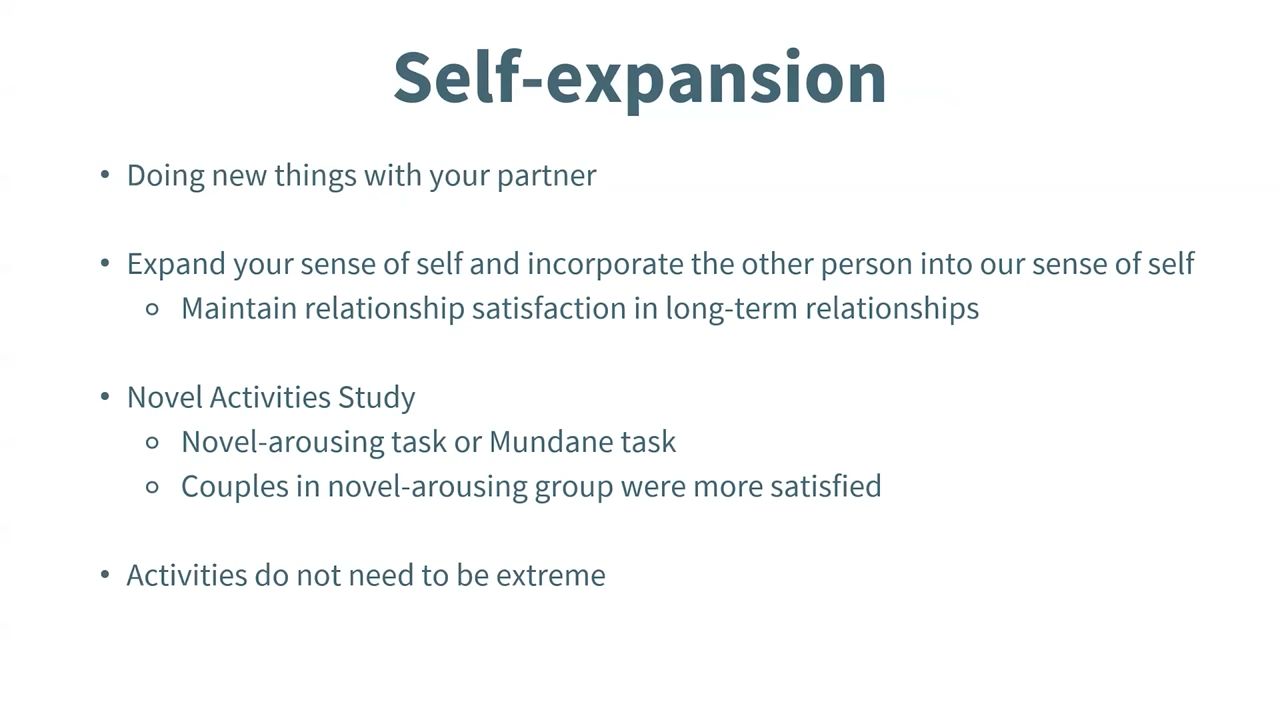 Self-expansion
• Doing new things with your partner
• Expand your sense of self and incorporate the other person into our sense of self
○ Maintain relationship satisfaction in long-term relationships
• Novel Activities Study
○ Novel-arousing task or Mundane task
○ Couples in novel-arousing group were more satisfied
• Activities do not need to be extreme